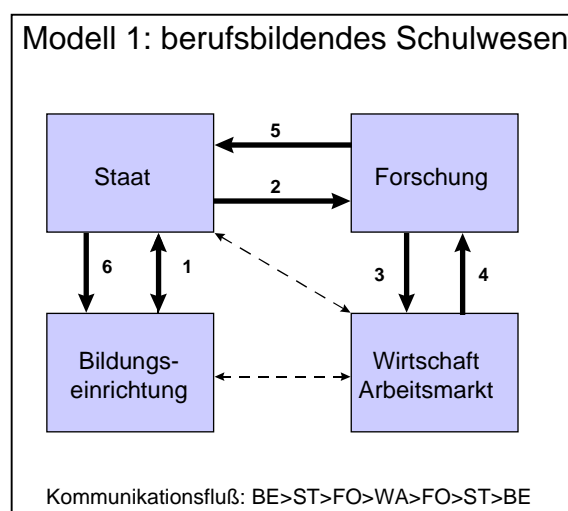 Modell 1: berufsbildendes Schulwesen
5
Staat
Forschung
2
6
1
3
4
Bildungs-
einrichtung
Wirtschaft
Arbeitsmarkt
Kommunikationsfluß: BE>ST>FO>WA>FO>ST>BE